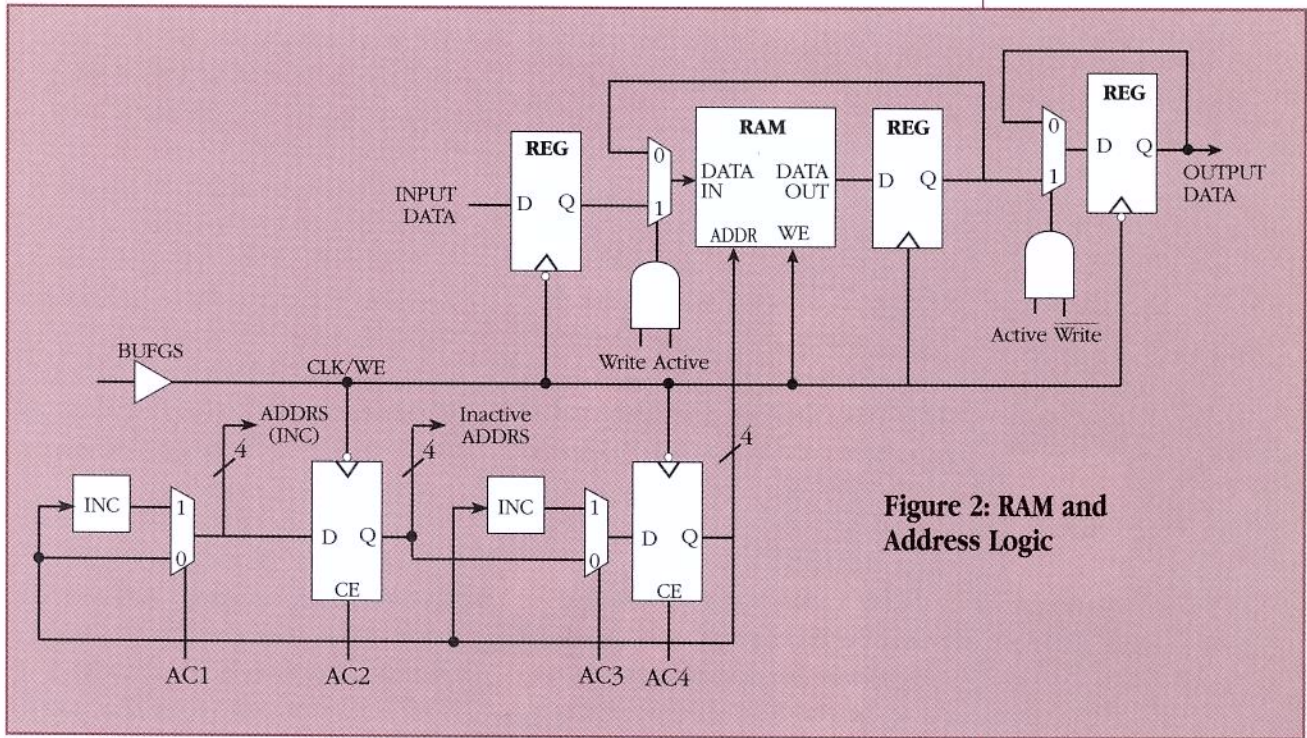 REG
REG
REG
RAM
0
1
0
1
INPUT
DATA
D Q
DATA
IN
DATA
OUT
ADDR WE
D Q
D Q
OUTPUT
DATA
Write Active
Active W̅r̅i̅t̅e̅
BUFGS
CLK/WE
ADDRS
(INC)
4
Inactive
ADDRS
4
4
INC
1
0
D Q
CE
INC
1
0
D Q
CE
AC1
AC2
AC3
AC4
Figure 2: RAM and
Address Logic